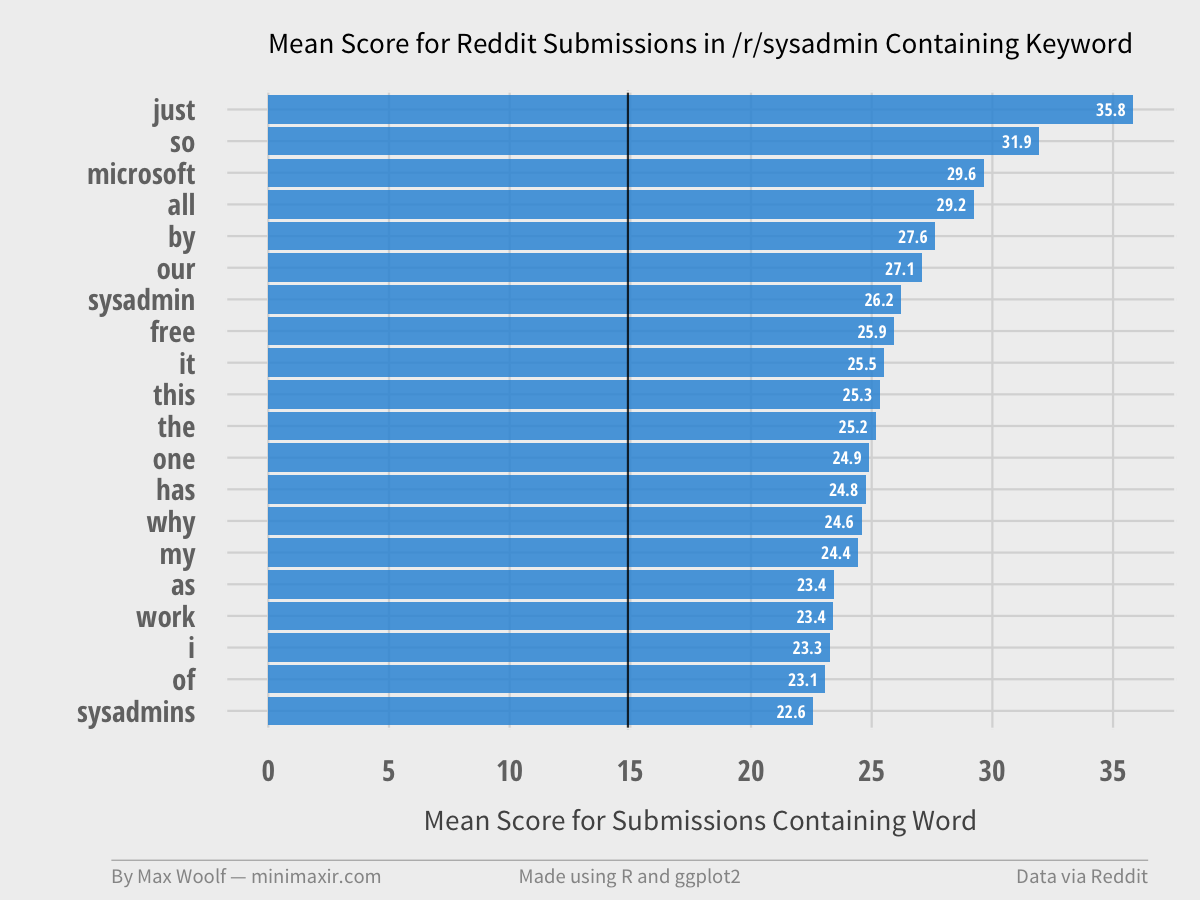 Mean Score for Reddit Submissions in /r/sysadmin Containing Keyword
just 35.8
so 31.9
microsoft 29.6
all 29.2
by 27.6
our 27.1
sysadmin 26.2
free 25.9
it 25.5
this 25.3
the 25.2
one 24.9
has 24.8
why 24.6
my 24.4
as 23.4
work 23.4
i 23.3
of 23.1
sysadmins 22.6
0 5 10 15 20 25 30 35
Mean Score for Submissions Containing Word
By Max Woolf — minimaxir.com Made using R and ggplot2 Data via Reddit